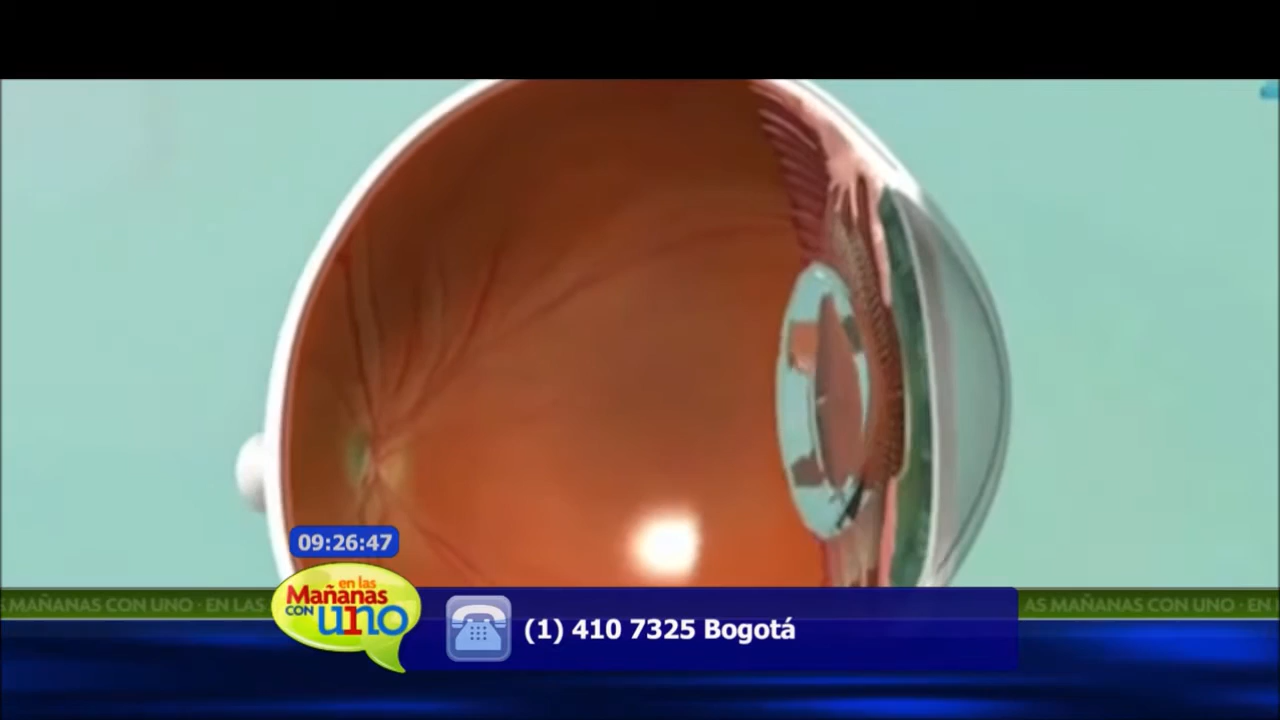 09:26:47
en las
Mañanas
CON uno
MAÑANAS CON UNO · EN LAS
(1) 410 7325 Bogotá
AS MAÑANAS CON UNO · EN